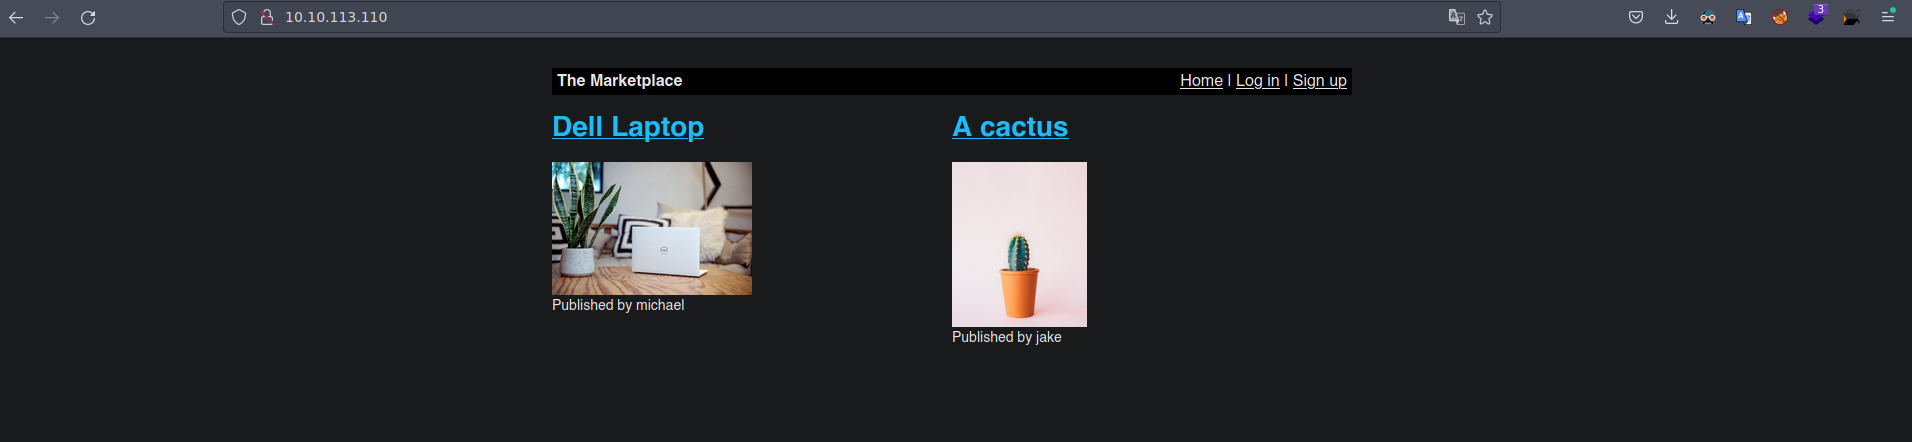 10.10.113.110
3
The Marketplace
Home | Log in | Sign up
Dell Laptop
A cactus
Published by michael
Published by jake